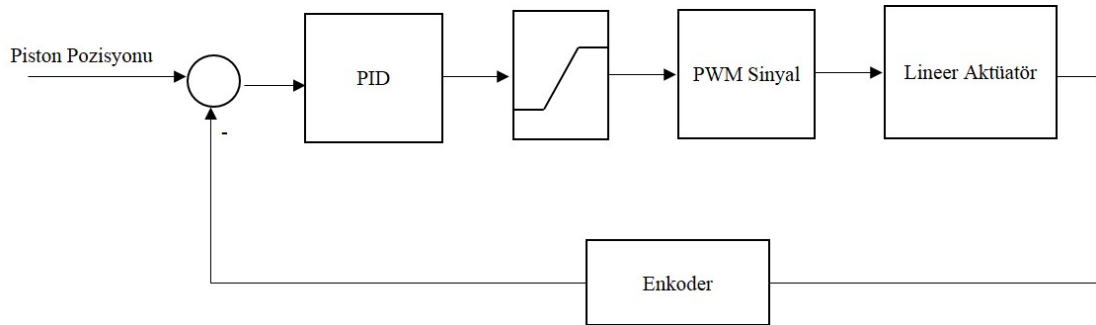 Piston Pozisyonu
PID
PWM Sinyal
Lineer Aktüatör
-
Enkoder